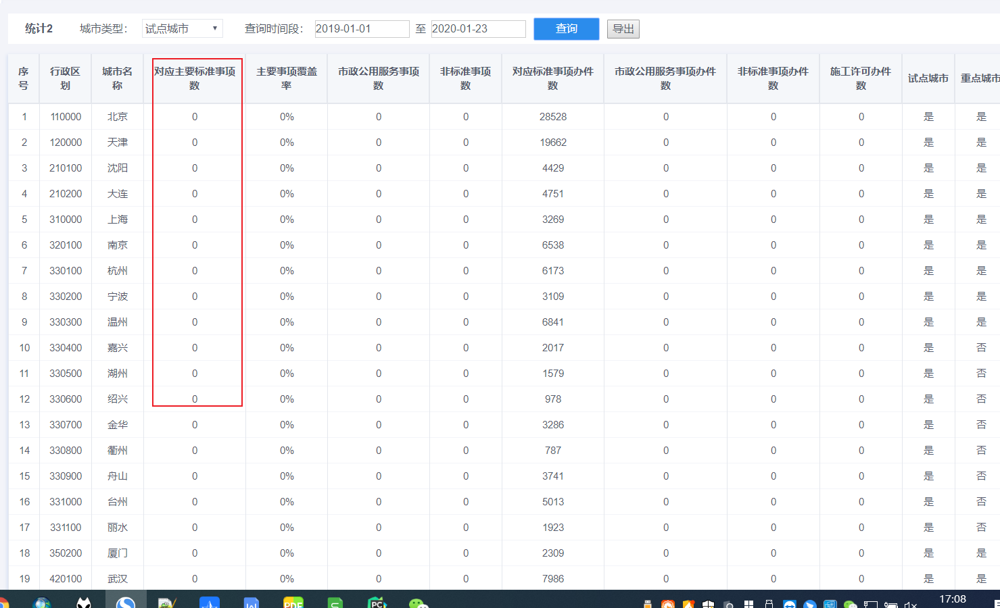 统计2 城市类型： 试点城市 ▼ 查询时间段： 2019-01-01 至 2020-01-23 查询 导出
序号 行政区划 城市名称 对应主要标准事项数 主要事项覆盖率 市政公用服务事项数 非标准事项数 对应标准事项办件数 市政公用服务事项办件数 非标准事项办件数 施工许可办件数 试点城市 重点城市
1 110000 北京 0 0% 0 0 28528 0 0 0 是 是
2 120000 天津 0 0% 0 0 19662 0 0 0 是 是
3 210100 沈阳 0 0% 0 0 4429 0 0 0 是 是
4 210200 大连 0 0% 0 0 4751 0 0 0 是 是
5 310000 上海 0 0% 0 0 3269 0 0 0 是 是
6 320100 南京 0 0% 0 0 6538 0 0 0 是 是
7 330100 杭州 0 0% 0 0 6173 0 0 0 是 是
8 330200 宁波 0 0% 0 0 3109 0 0 0 是 是
9 330300 温州 0 0% 0 0 6841 0 0 0 是 是
10 330400 嘉兴 0 0% 0 0 2017 0 0 0 是 否
11 330500 湖州 0 0% 0 0 1579 0 0 0 是 否
12 330600 绍兴 0 0% 0 0 978 0 0 0 是 否
13 330700 金华 0 0% 0 0 3286 0 0 0 是 否
14 330800 衢州 0 0% 0 0 787 0 0 0 是 否
15 330900 舟山 0 0% 0 0 3741 0 0 0 是 否
16 331000 台州 0 0% 0 0 5013 0 0 0 是 否
17 331100 丽水 0 0% 0 0 1923 0 0 0 是 否
18 350200 厦门 0 0% 0 0 2309 0 0 0 是 是
19 420100 武汉 0 0% 0 0 7986 0 0 0 是 是
PDF PC 17:08